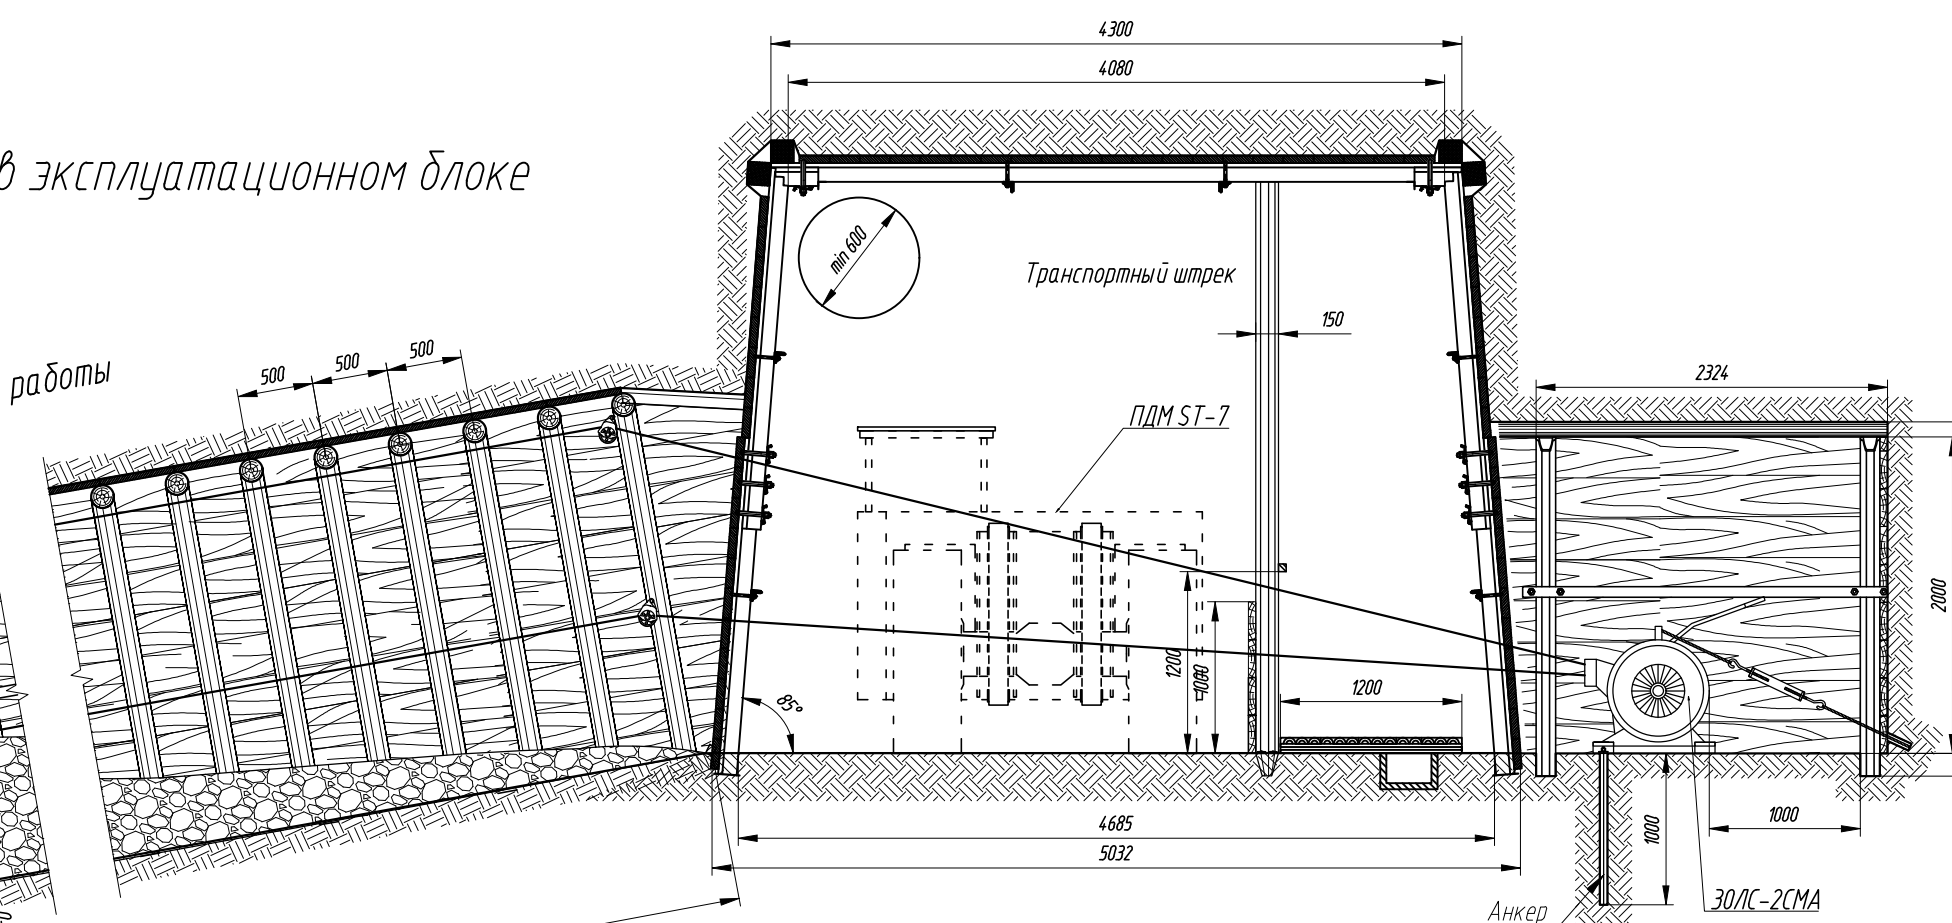 4300
4080
в эксплуатационном блоке
min 600
Транспортный штрек
150
работы
500
500
500
2324
ПДМ ST-7
2000
1200
1000
1200
85°
4685
5032
1000
1000
ЗОЛС-2СМА
Анкер